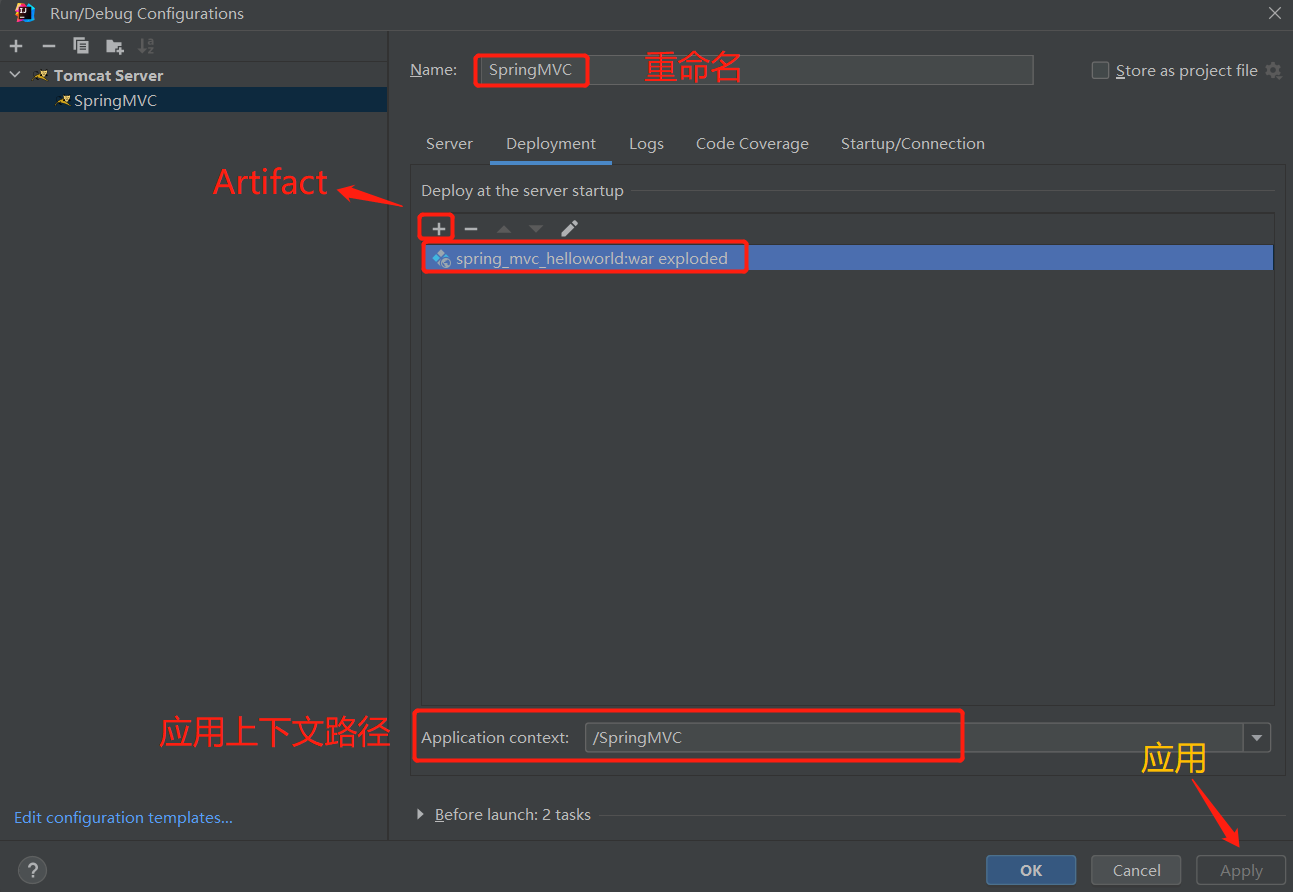 Run/Debug Configurations
Tomcat Server
SpringMVC
Name: SpringMVC 重命名 Store as project file
Server Deployment Logs Code Coverage Startup/Connection
Artifact
Deploy at the server startup
spring_mvc_helloworld:war exploded
应用上下文路径 Application context: /SpringMVC
应用
Before launch: 2 tasks
Edit configuration templates...
? OK Cancel Apply